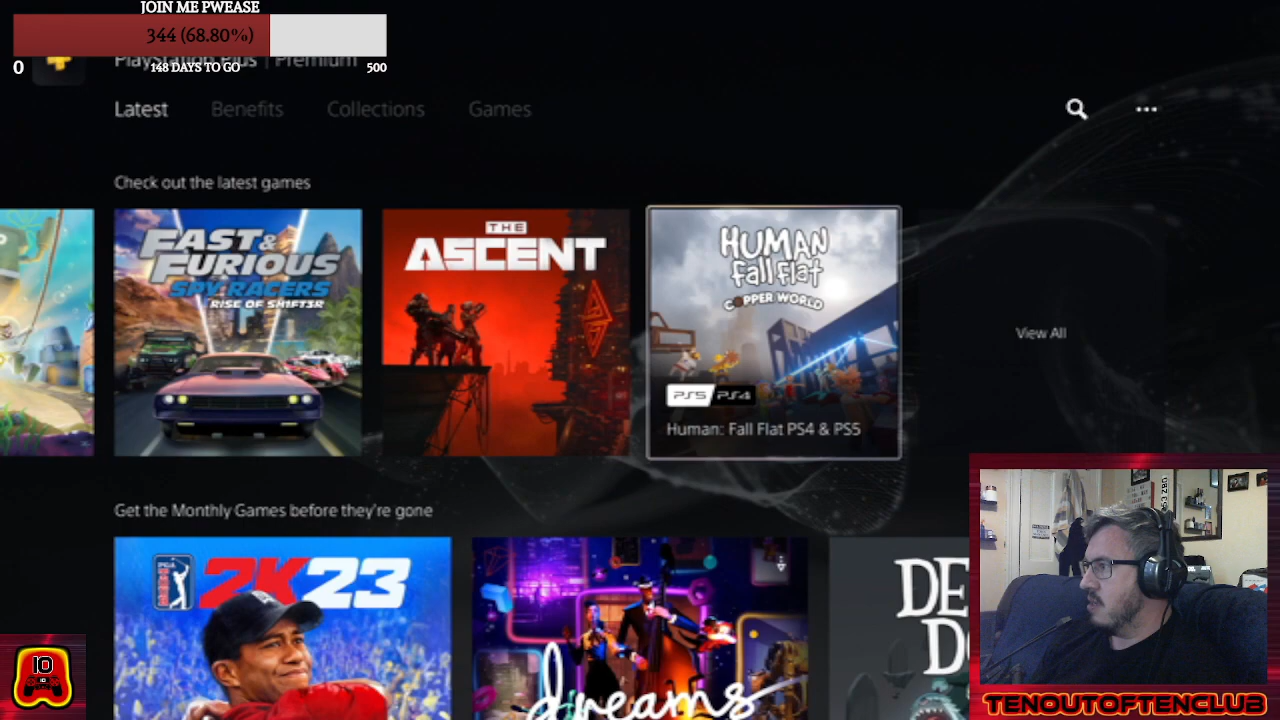 JOIN ME PWEASE
344 (68.80%)
0
148 DAYS TO GO
500
PlayStation Plus | Premium
Latest
Benefits
Collections
Games
Check out the latest games
FAST &
FURIOUS
SPY RACERS
RISE OF SH1FT3R
THE
ASCENT
HUMAN
fall flat
COPPER WORLD
PS5 PS4
Human: Fall Flat PS4 & PS5
View All
Get the Monthly Games before they're gone
PGA
TOUR
2K23
dreams
DE
D
10
TENOUTOFTENCLUB